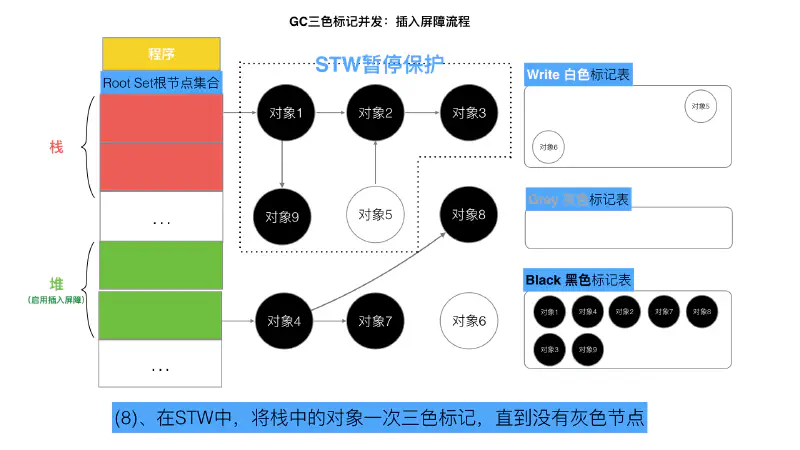 GC三色标记并发：插入屏障流程
程序
Root Set根节点集合
栈
...
堆
（启用插入屏障）
...
STW暂停保护
对象1
对象2
对象3
对象9
对象5
对象8
对象4
对象7
对象6
Write 白色标记表
对象5
对象6
Gray 灰色标记表
Black 黑色标记表
对象1
对象4
对象2
对象7
对象8
对象3
对象9
(8)、在STW中，将栈中的对象一次三色标记，直到没有灰色节点